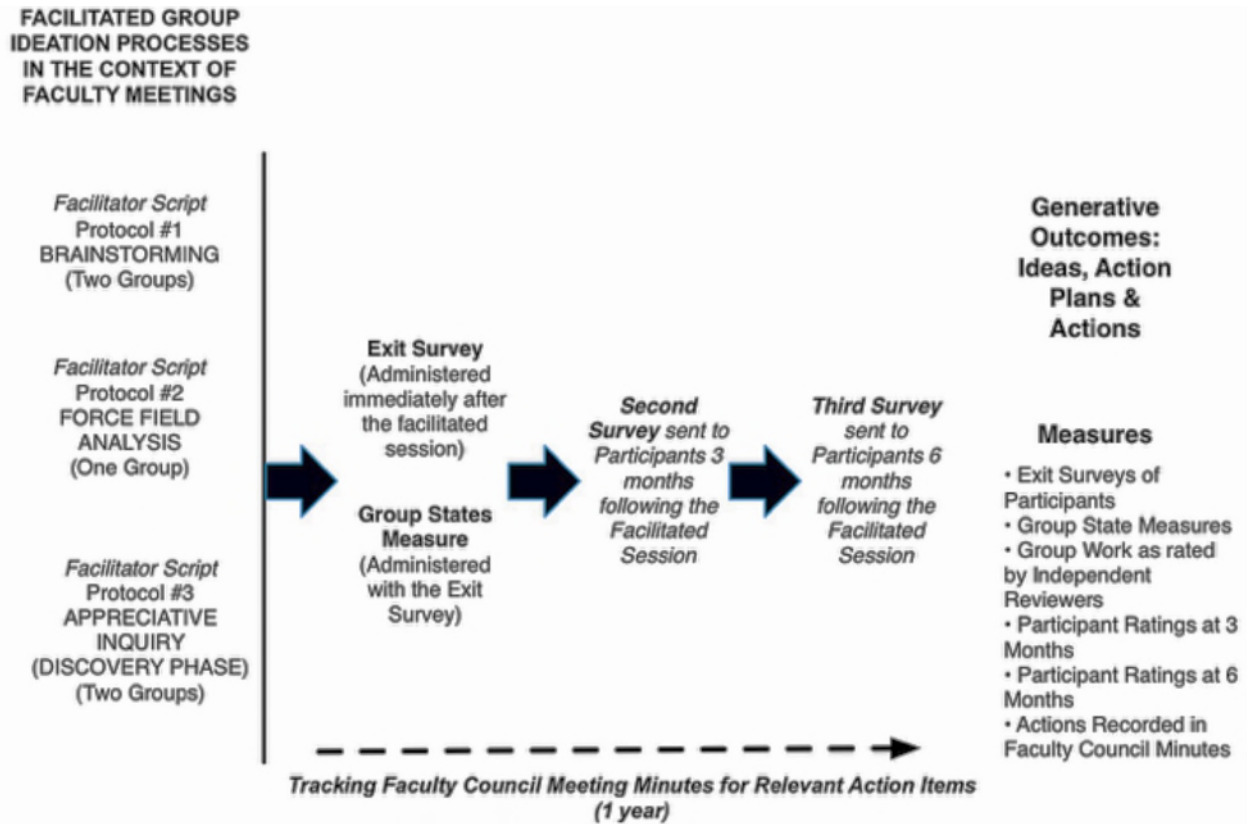 FACILITATED GROUP
IDEATION PROCESSES
IN THE CONTEXT OF
FACULTY MEETINGS
Facilitator Script
Protocol #1
BRAINSTORMING
(Two Groups)
Facilitator Script
Protocol #2
FORCE FIELD
ANALYSIS
(One Group)
Facilitator Script
Protocol #3
APPRECIATIVE
INQUIRY
(DISCOVERY PHASE)
(Two Groups)
Exit Survey
(Administered
immediately after
the facilitated
session)
Group States
Measure
(Administered
with the Exit
Survey)
Second
Survey sent to
Participants 3
months
following the
Facilitated
Session
Third Survey
sent to
Participants 6
months
following the
Facilitated
Session
Generative
Outcomes:
Ideas, Action
Plans &
Actions
Measures
• Exit Surveys of
Participants
• Group State Measures
• Group Work as rated
by Independent
Reviewers
• Participant Ratings at 3
Months
• Participant Ratings at 6
Months
• Actions Recorded in
Faculty Council Minutes
Tracking Faculty Council Meeting Minutes for Relevant Action Items
(1 year)